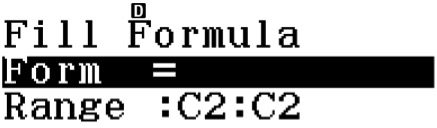 D
Fill Formula
Form =
Range :C2:C2